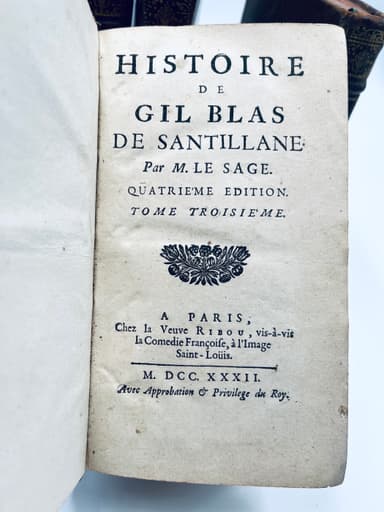 HISTOIRE
DE
GIL BLAS
DE SANTILLANE.
Par M. LE SAGE.
QUATRIE'ME EDITION.
TOME TROISIE'ME.
A PARIS,
Chez la Veuve RIBOU, vis-à-vis
la Comedie Françoise, à l'Image
Saint-Loüis.
M. DCC. XXXII.
Avec Approbation & Privilege du Roy.